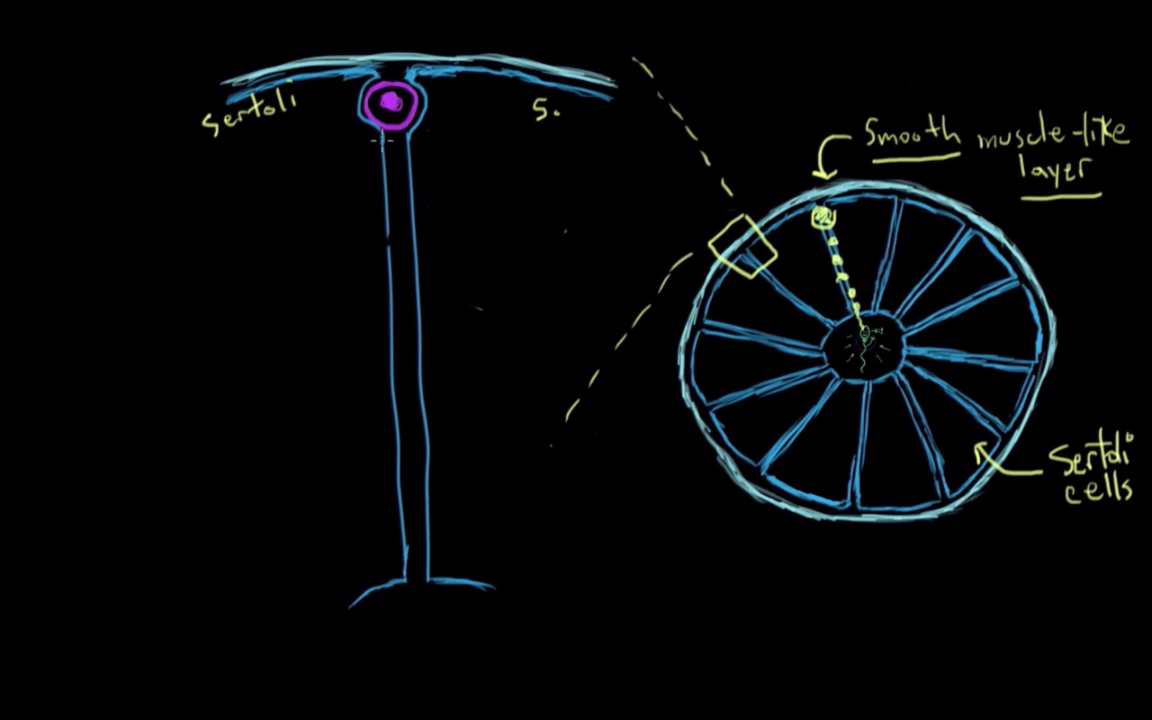 Sertoli
S.
Smooth muscle-like
layer
Sertoli
cells